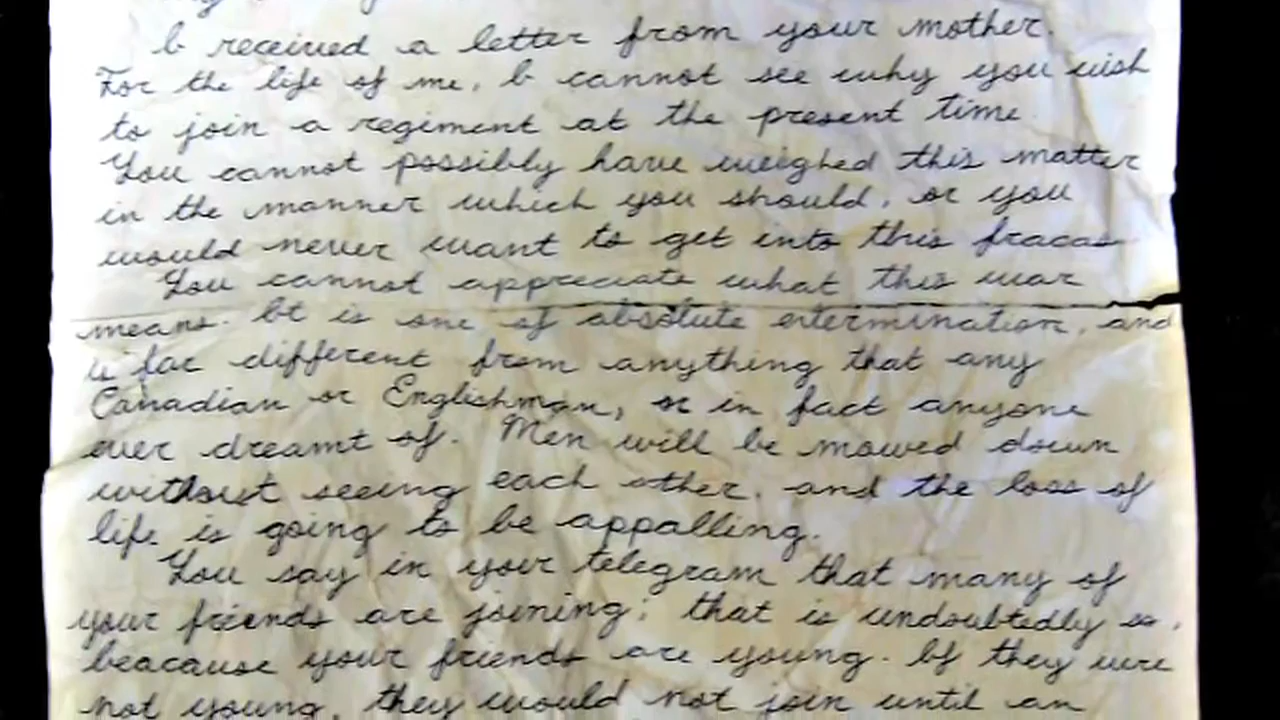 I received a letter from your mother.
For the life of me, I cannot see why you wish
to join a regiment at the present time
You cannot possibly have weighed this matter
in the manner which you should, or you
would never want to get into this fracas
You cannot appreciate what this war
means. It is one of absolute extermination, and
is far different from anything that any
Canadian or Englishman, or in fact anyone
ever dreamt of. Men will be mowed down
without seeing each other, and the loss of
life is going to be appalling.
You say in your telegram that many of
your friends are joining; that is undoubtedly so,
beacause your friends are young. If they were
not young, they would not join until an